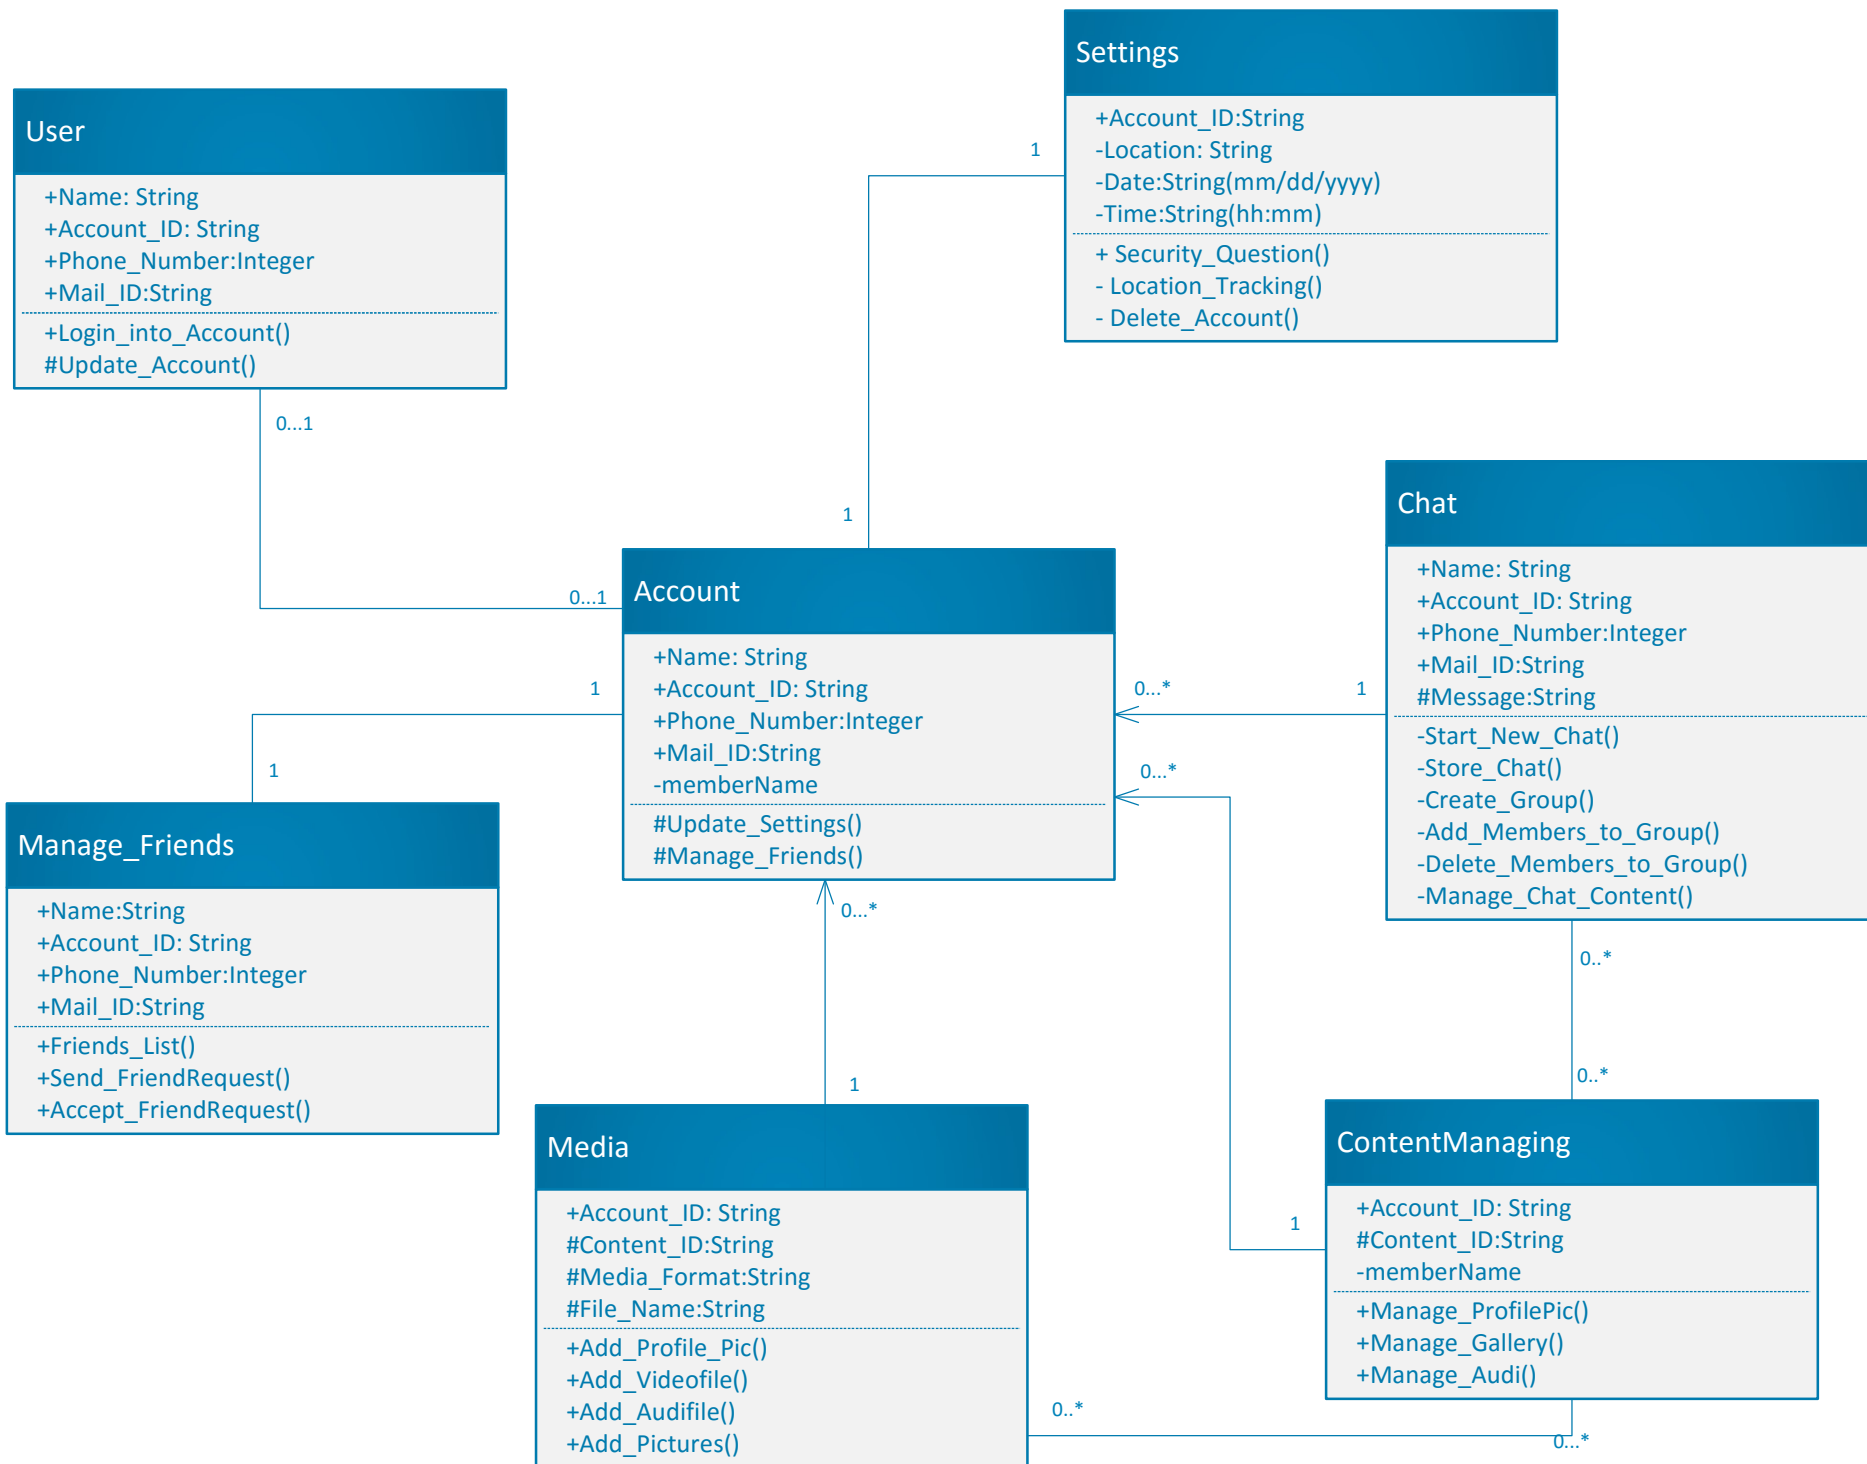 User
+Name: String
+Account_ID: String
+Phone_Number:Integer
+Mail_ID:String
+Login_into_Account()
#Update_Account()
0...1
0...1
Settings
+Account_ID:String
-Location: String
-Date:String(mm/dd/yyyy)
-Time:String(hh:mm)
+ Security_Question()
- Location_Tracking()
- Delete_Account()
1
1
Account
+Name: String
+Account_ID: String
+Phone_Number:Integer
+Mail_ID:String
-memberName
#Update_Settings()
#Manage_Friends()
1
1
0...*
1
0...*
0...*
Chat
+Name: String
+Account_ID: String
+Phone_Number:Integer
+Mail_ID:String
#Message:String
-Start_New_Chat()
-Store_Chat()
-Create_Group()
-Add_Members_to_Group()
-Delete_Members_to_Group()
-Manage_Chat_Content()
0..*
0..*
Manage_Friends
+Name:String
+Account_ID: String
+Phone_Number:Integer
+Mail_ID:String
+Friends_List()
+Send_FriendRequest()
+Accept_FriendRequest()
1
Media
+Account_ID: String
#Content_ID:String
#Media_Format:String
#File_Name:String
+Add_Profile_Pic()
+Add_Videofile()
+Add_Audifile()
+Add_Pictures()
1
ContentManaging
+Account_ID: String
#Content_ID:String
-memberName
+Manage_ProfilePic()
+Manage_Gallery()
+Manage_Audi()
0..*
0...*